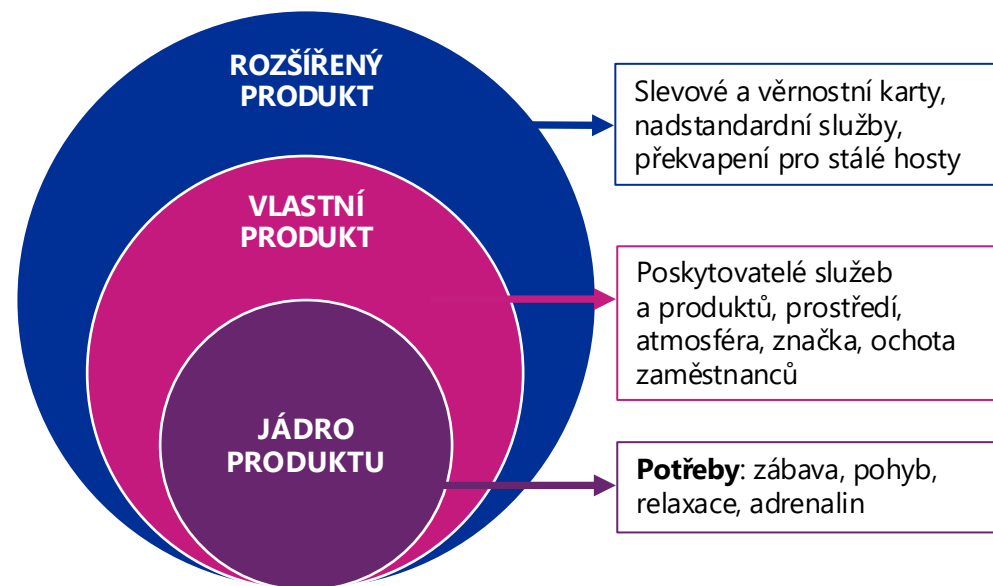 ROZŠÍŘENÝ
PRODUKT
Slevové a věrnostní karty,
nadstandardní služby,
překvapení pro stálé hosty
VLASTNÍ
PRODUKT
Poskytovatelé služeb
a produktů, prostředí,
atmosféra, značka, ochota
zaměstnanců
JÁDRO
PRODUKTU
Potřeby: zábava, pohyb,
relaxace, adrenalin